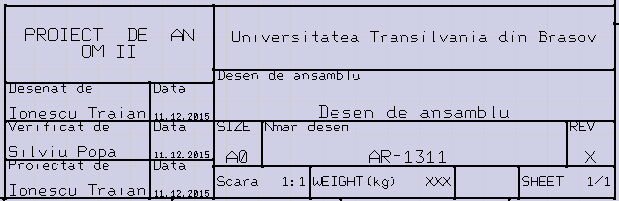 PROIECT DE AN
OM II
Universitatea Transilvania din Brasov
Desen de ansamblu
Desenat de Data
Ionescu Traian 11.12.2015
Desen de ansamblu
Verificat de Data
SIZE Nmar desen REV
Silviu Popa 11.12.2015
A0 AR-1311 X
Proiectat de Data
Scara 1:1 WEIGHT(kg) XXX SHEET 1/1
Ionescu Traian 11.12.2015